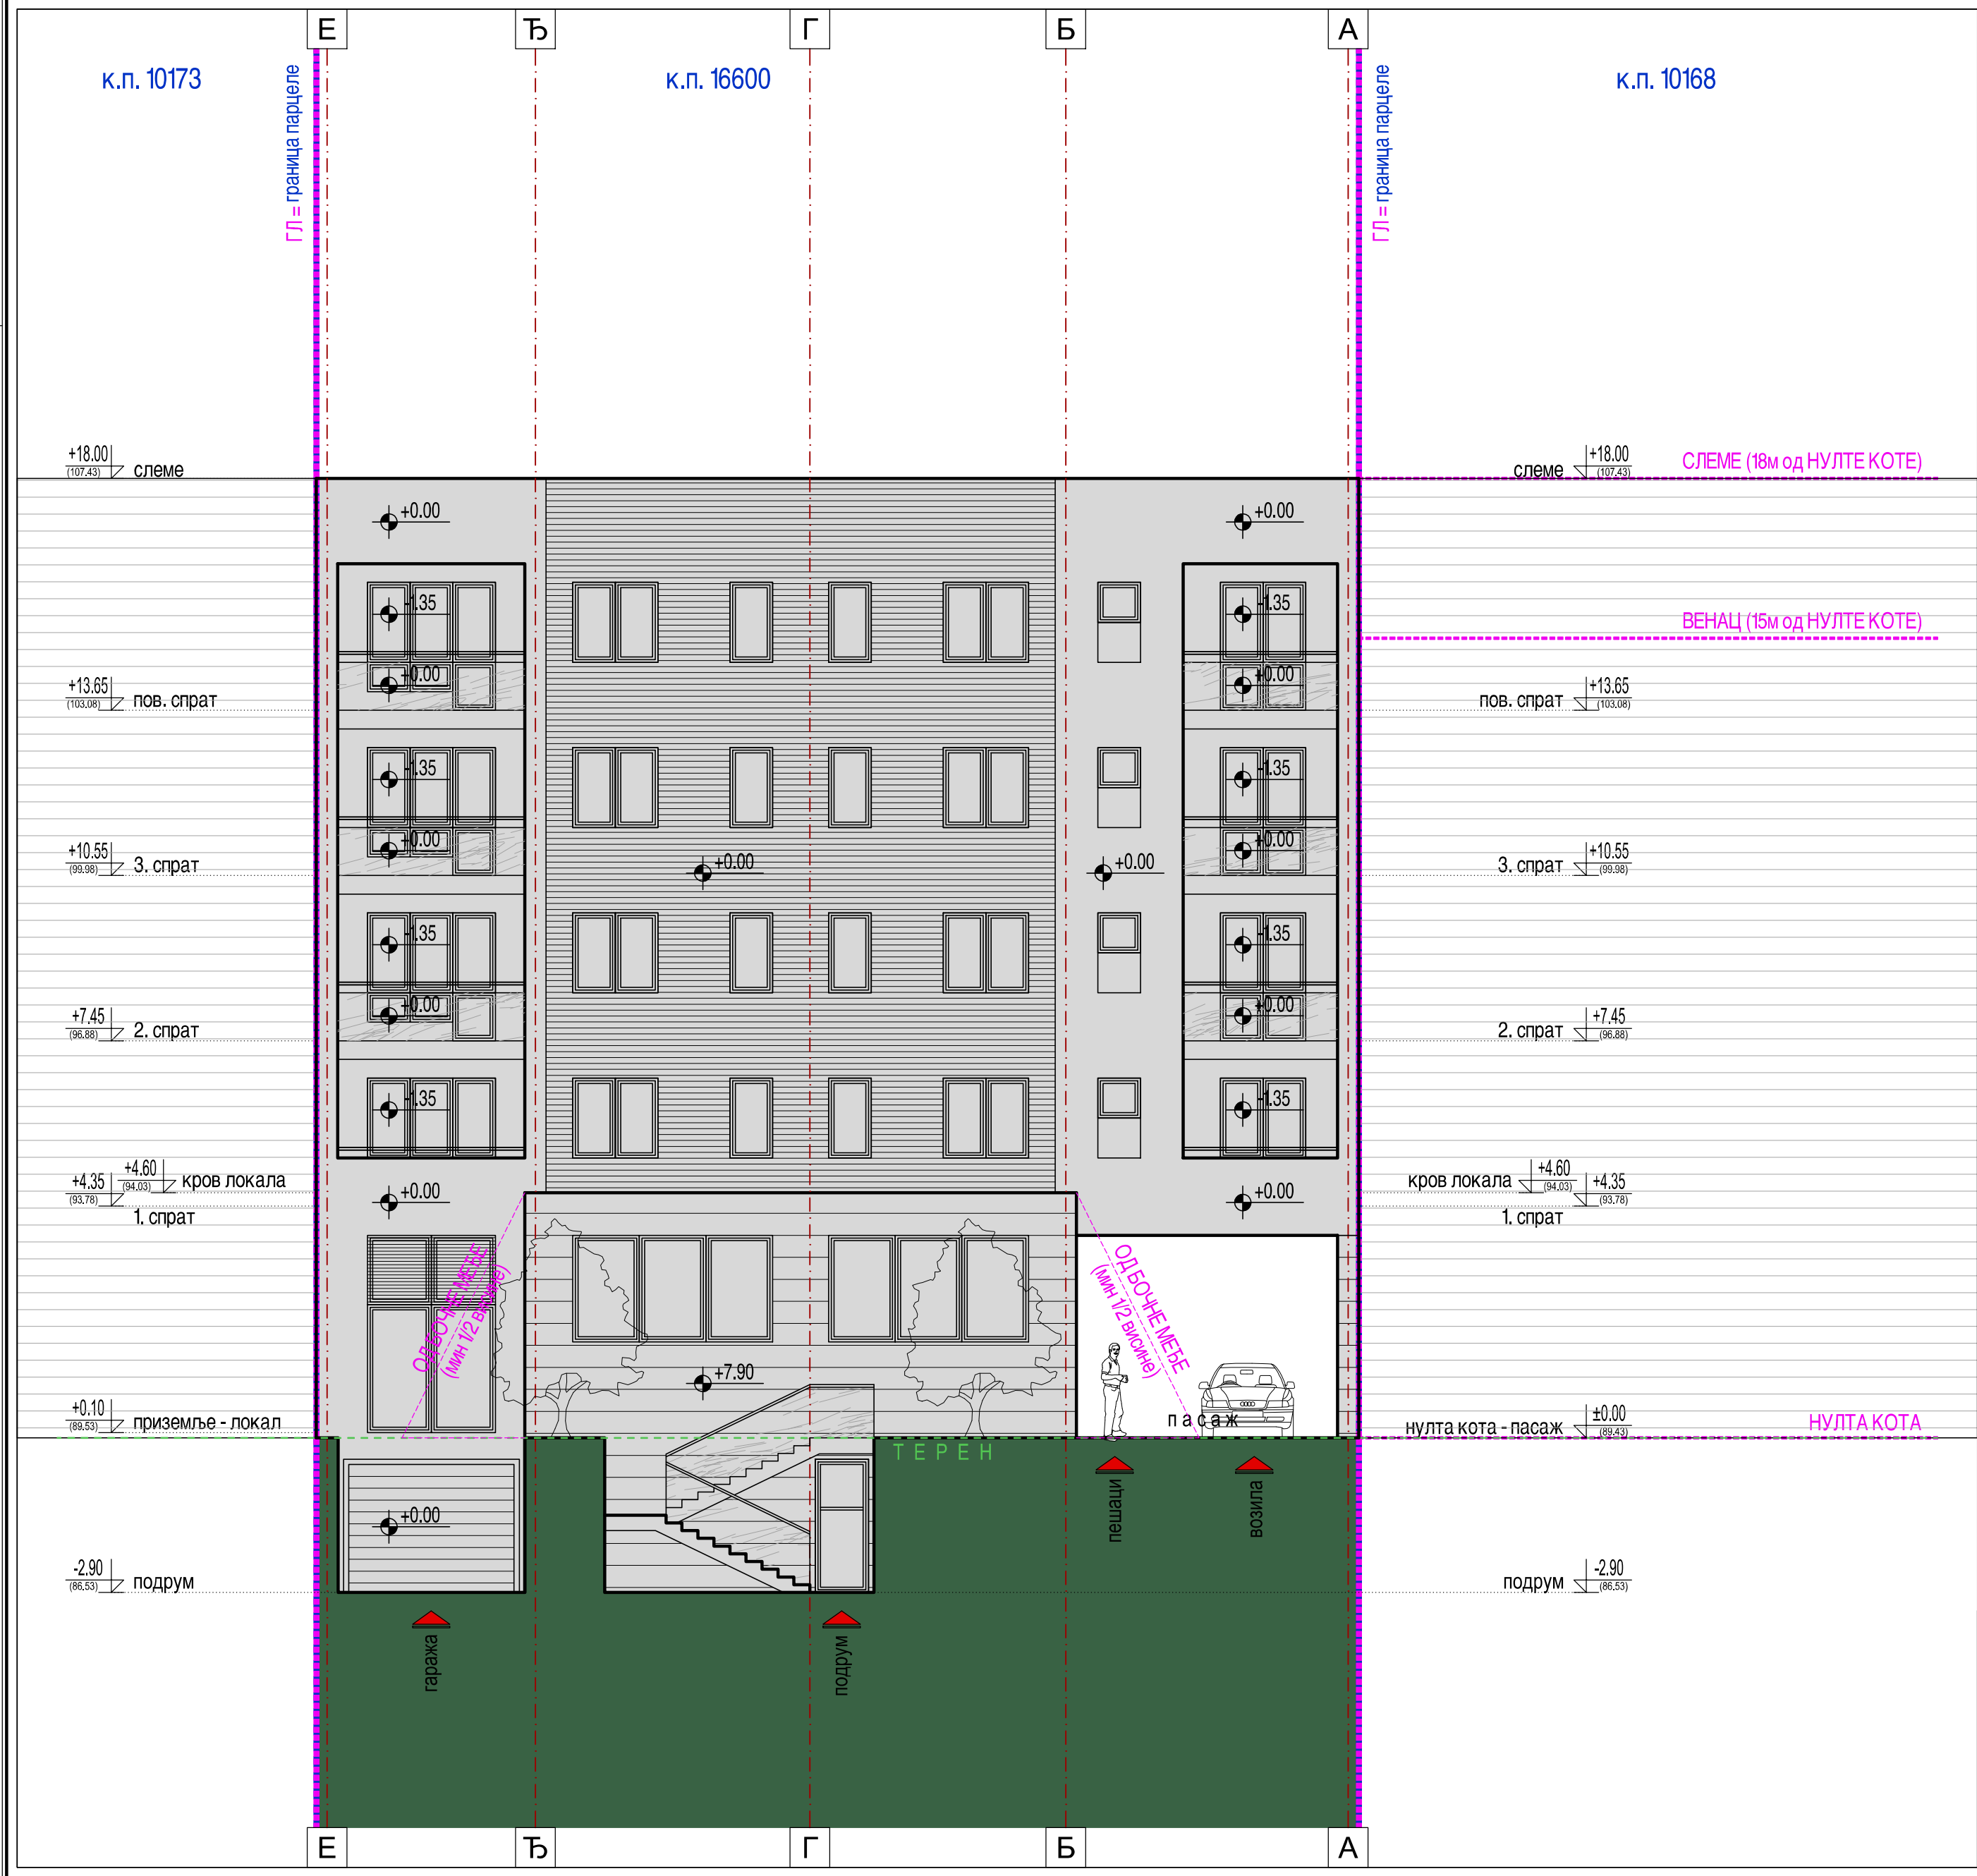 Е
Ђ
Г
Б
А
к.п. 10173
к.п. 16600
к.п. 10168
ГЛ = граница парцеле
ГЛ = граница парцеле
+18.00
(107.43)
слеме
слеме
+18.00
(107.43)
СЛЕМЕ (18м од НУЛТЕ КОТЕ)
+0.00
+0.00
-1.35
-1.35
ВЕНАЦ (15м од НУЛТЕ КОТЕ)
+0.00
+0.00
+13.65
(103.08)
пов. спрат
пов. спрат
+13.65
(103.08)
-1.35
-1.35
+0.00
+0.00
+10.55
(99.98)
3. спрат
+0.00
+0.00
3. спрат
+10.55
(99.98)
-1.35
-1.35
+0.00
+0.00
+7.45
(96.88)
2. спрат
2. спрат
+7.45
(96.88)
-1.35
-1.35
+4.60
(94.03)
кров локала
+4.35
(93.78)
1. спрат
+0.00
+0.00
кров локала
+4.60
(94.03)
+4.35
(93.78)
1. спрат
ОД БОЧНЕ МЕЂЕ
(мин 1/2 висине)
ОД БОЧНЕ МЕЂЕ
(мин 1/2 висине)
+7.90
+0.10
(89.53)
приземље - локал
пасаж
нулта кота - пасаж
±0.00
(89.43)
НУЛТА КОТА
ТЕРЕН
+0.00
пешаци
возила
-2.90
(86.53)
подрум
подрум
-2.90
(86.53)
гаража
подрум
Е
Ђ
Г
Б
А